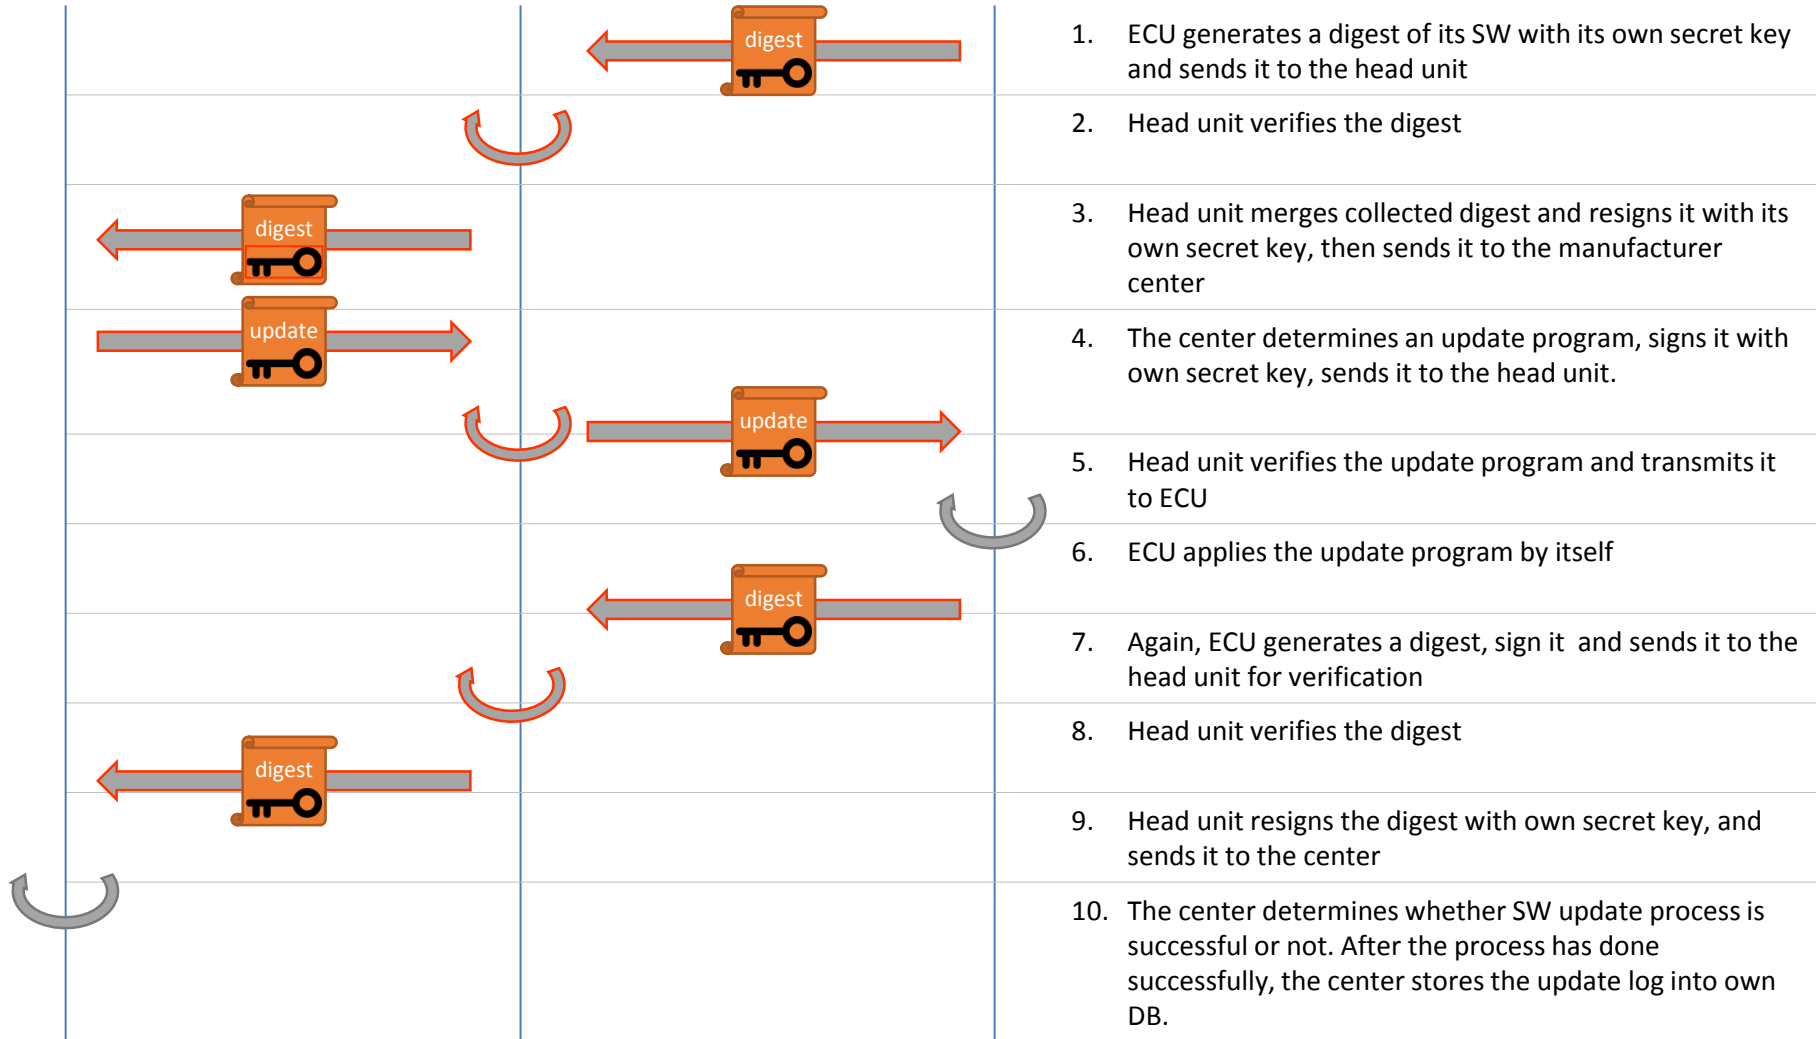 digest
1. ECU generates a digest of its SW with its own secret key
and sends it to the head unit
2. Head unit verifies the digest
digest
3. Head unit merges collected digest and resigns it with its
own secret key, then sends it to the manufacturer
center
update
4. The center determines an update program, signs it with
own secret key, sends it to the head unit.
update
5. Head unit verifies the update program and transmits it
to ECU
6. ECU applies the update program by itself
digest
7. Again, ECU generates a digest, sign it  and sends it to the
head unit for verification
8. Head unit verifies the digest
digest
9. Head unit resigns the digest with own secret key, and
sends it to the center
10. The center determines whether SW update process is
successful or not. After the process has done
successfully, the center stores the update log into own
DB.